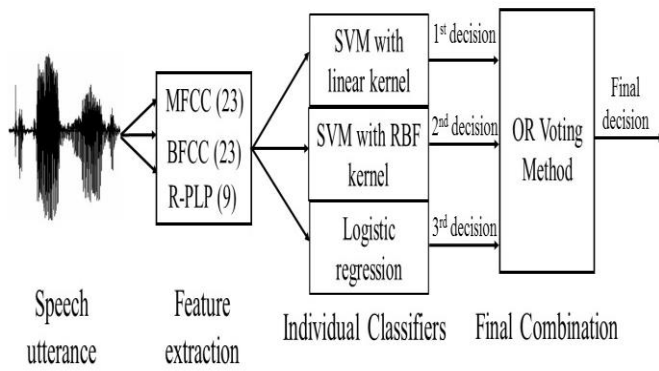 MFCC (23)
BFCC (23)
R-PLP (9)
SVM with
linear kernel
SVM with RBF
kernel
Logistic
regression
1st decision
2nd decision
3rd decision
OR Voting
Method
Final
decision
Speech
utterance
Feature
extraction
Individual Classifiers
Final Combination